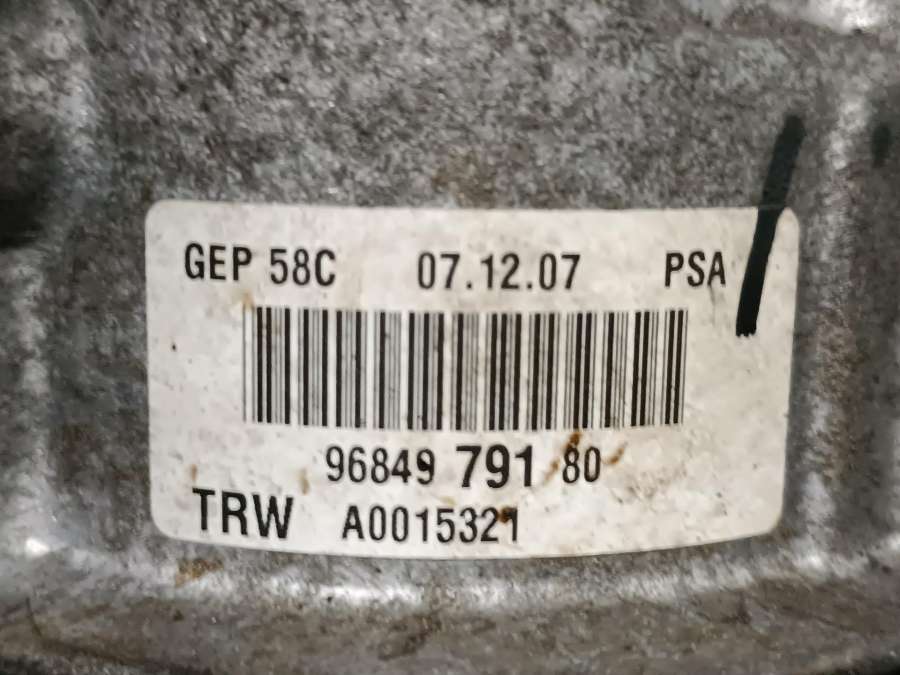 GEP 58C 07.12.07 PSA
96849 791 80
TRW A0015321